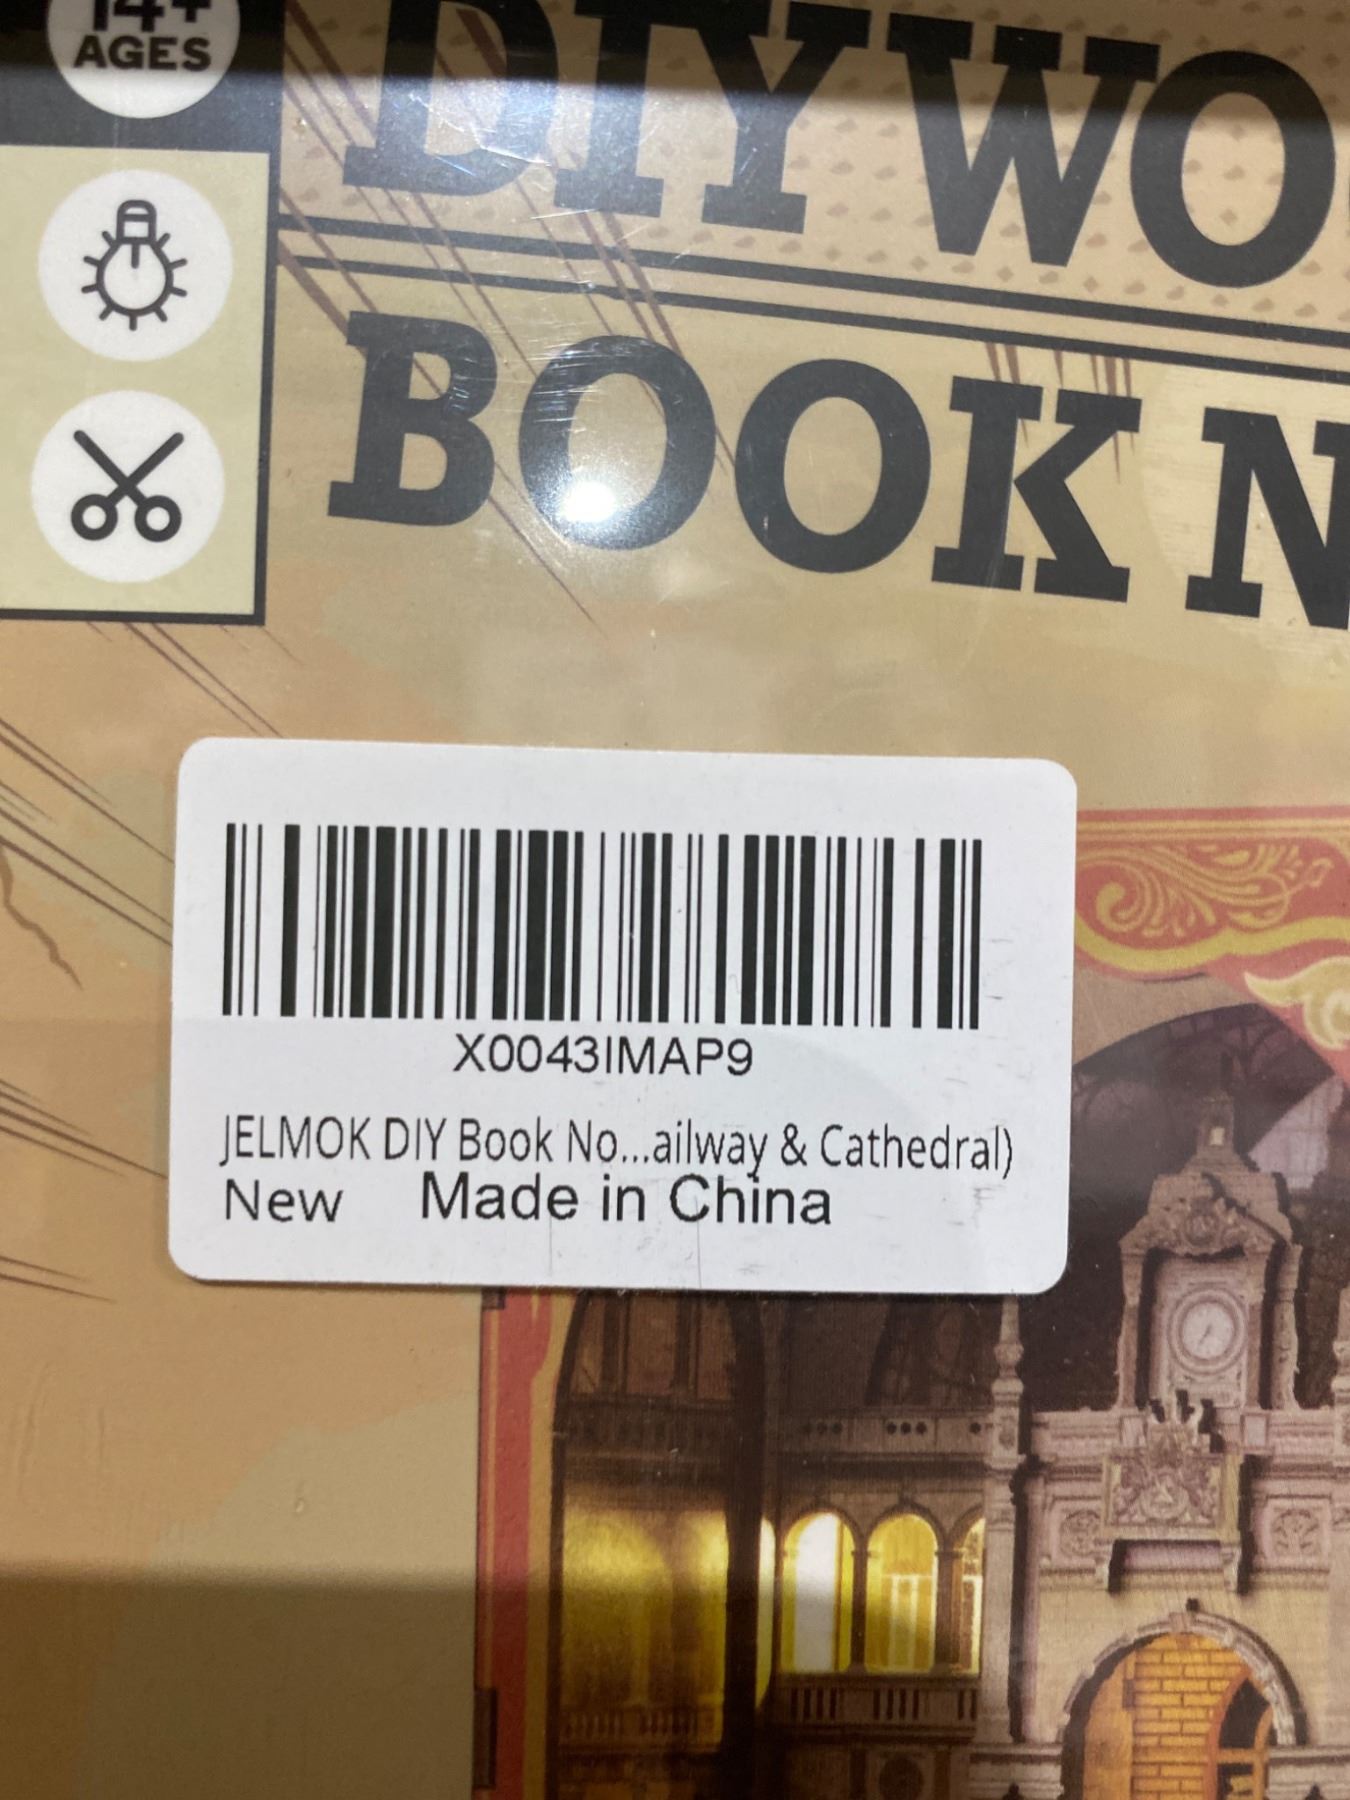 14+
AGES
DIY WO
BOOK N
X0043IMAP9
JELMOK DIY Book No...ailway & Cathedral)
New Made in China